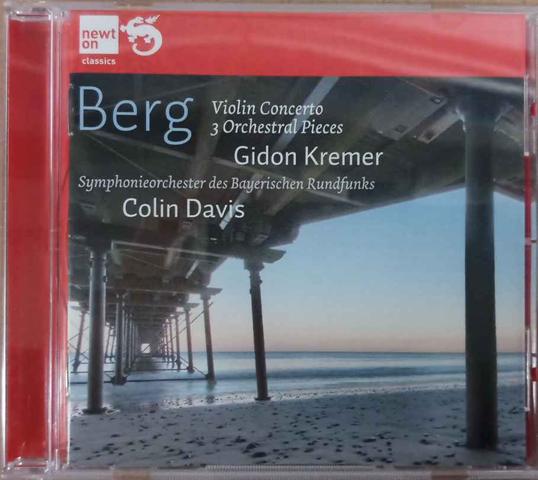 newt
on
classics
Berg
Violin Concerto
3 Orchestral Pieces
Gidon Kremer
Symphonieorchester des Bayerischen Rundfunks
Colin Davis